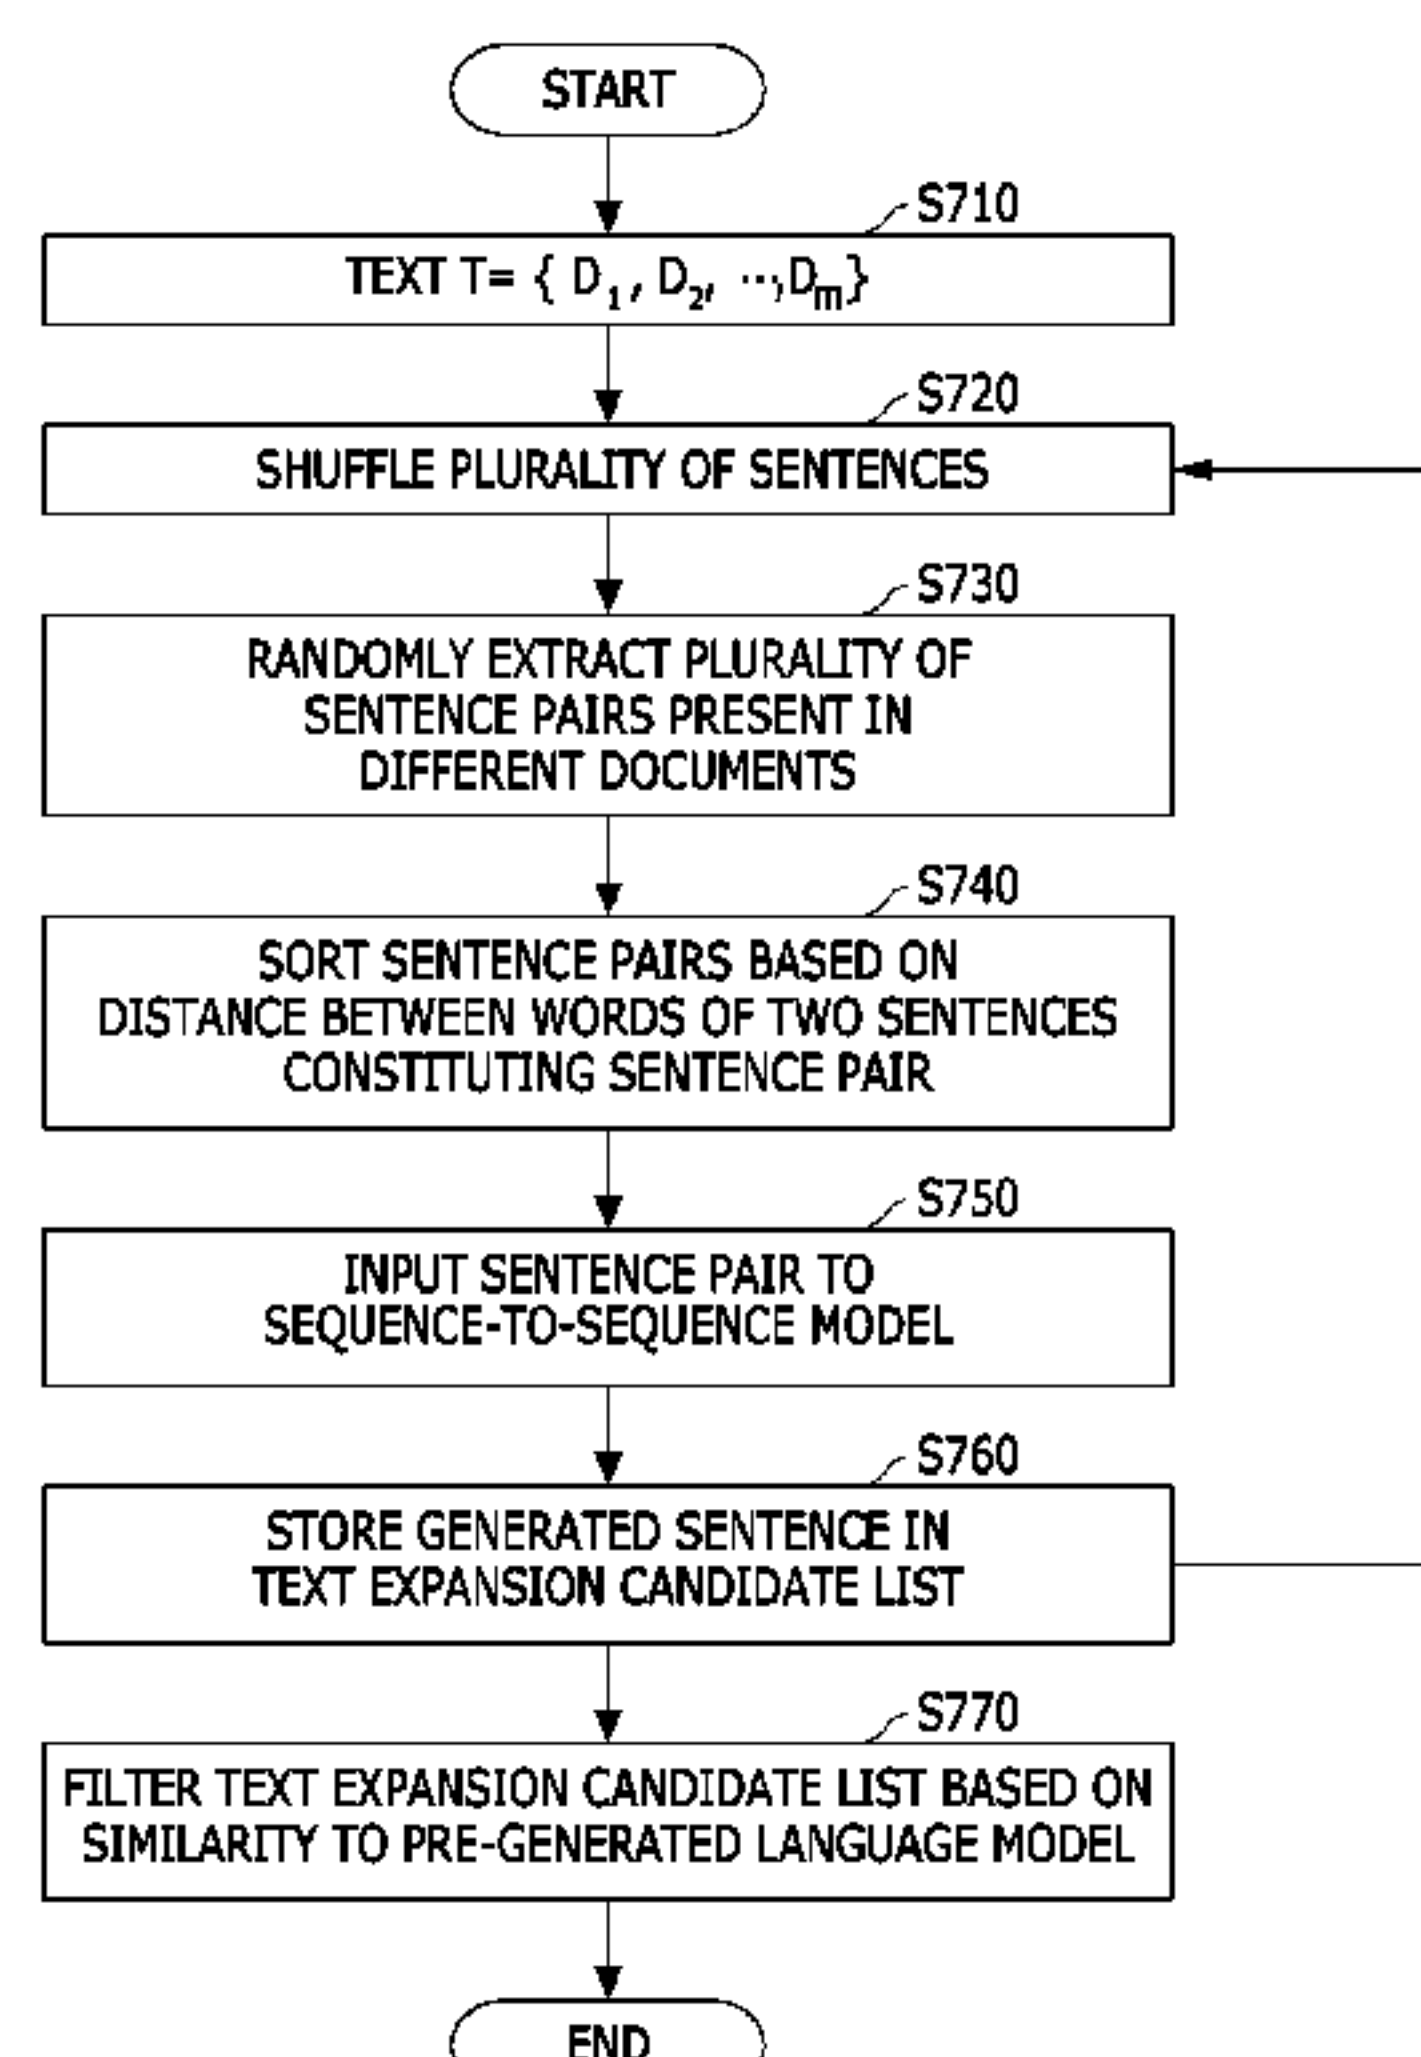 START
S710
TEXT T= { D1, D2, ...,Dm}
S720
SHUFFLE PLURALITY OF SENTENCES
S730
RANDOMLY EXTRACT PLURALITY OF
SENTENCE PAIRS PRESENT IN
DIFFERENT DOCUMENTS
S740
SORT SENTENCE PAIRS BASED ON
DISTANCE BETWEEN WORDS OF TWO SENTENCES
CONSTITUTING SENTENCE PAIR
S750
INPUT SENTENCE PAIR TO
SEQUENCE-TO-SEQUENCE MODEL
S760
STORE GENERATED SENTENCE IN
TEXT EXPANSION CANDIDATE LIST
S770
FILTER TEXT EXPANSION CANDIDATE LIST BASED ON
SIMILARITY TO PRE-GENERATED LANGUAGE MODEL
END